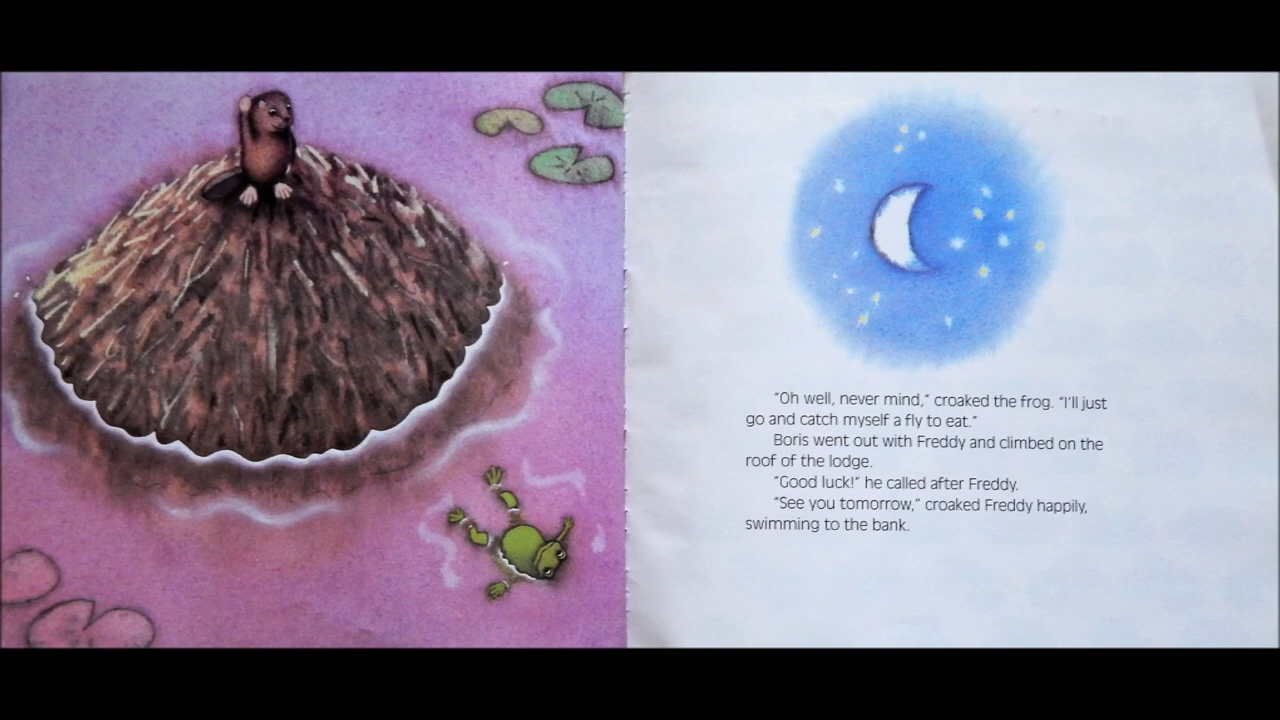 “Oh well, never mind,” croaked the frog. “I'll just
go and catch myself a fly to eat.”
Boris went out with Freddy and climbed on the
roof of the lodge.
“Good luck!” he called after Freddy.
“See you tomorrow,” croaked Freddy happily,
swimming to the bank.